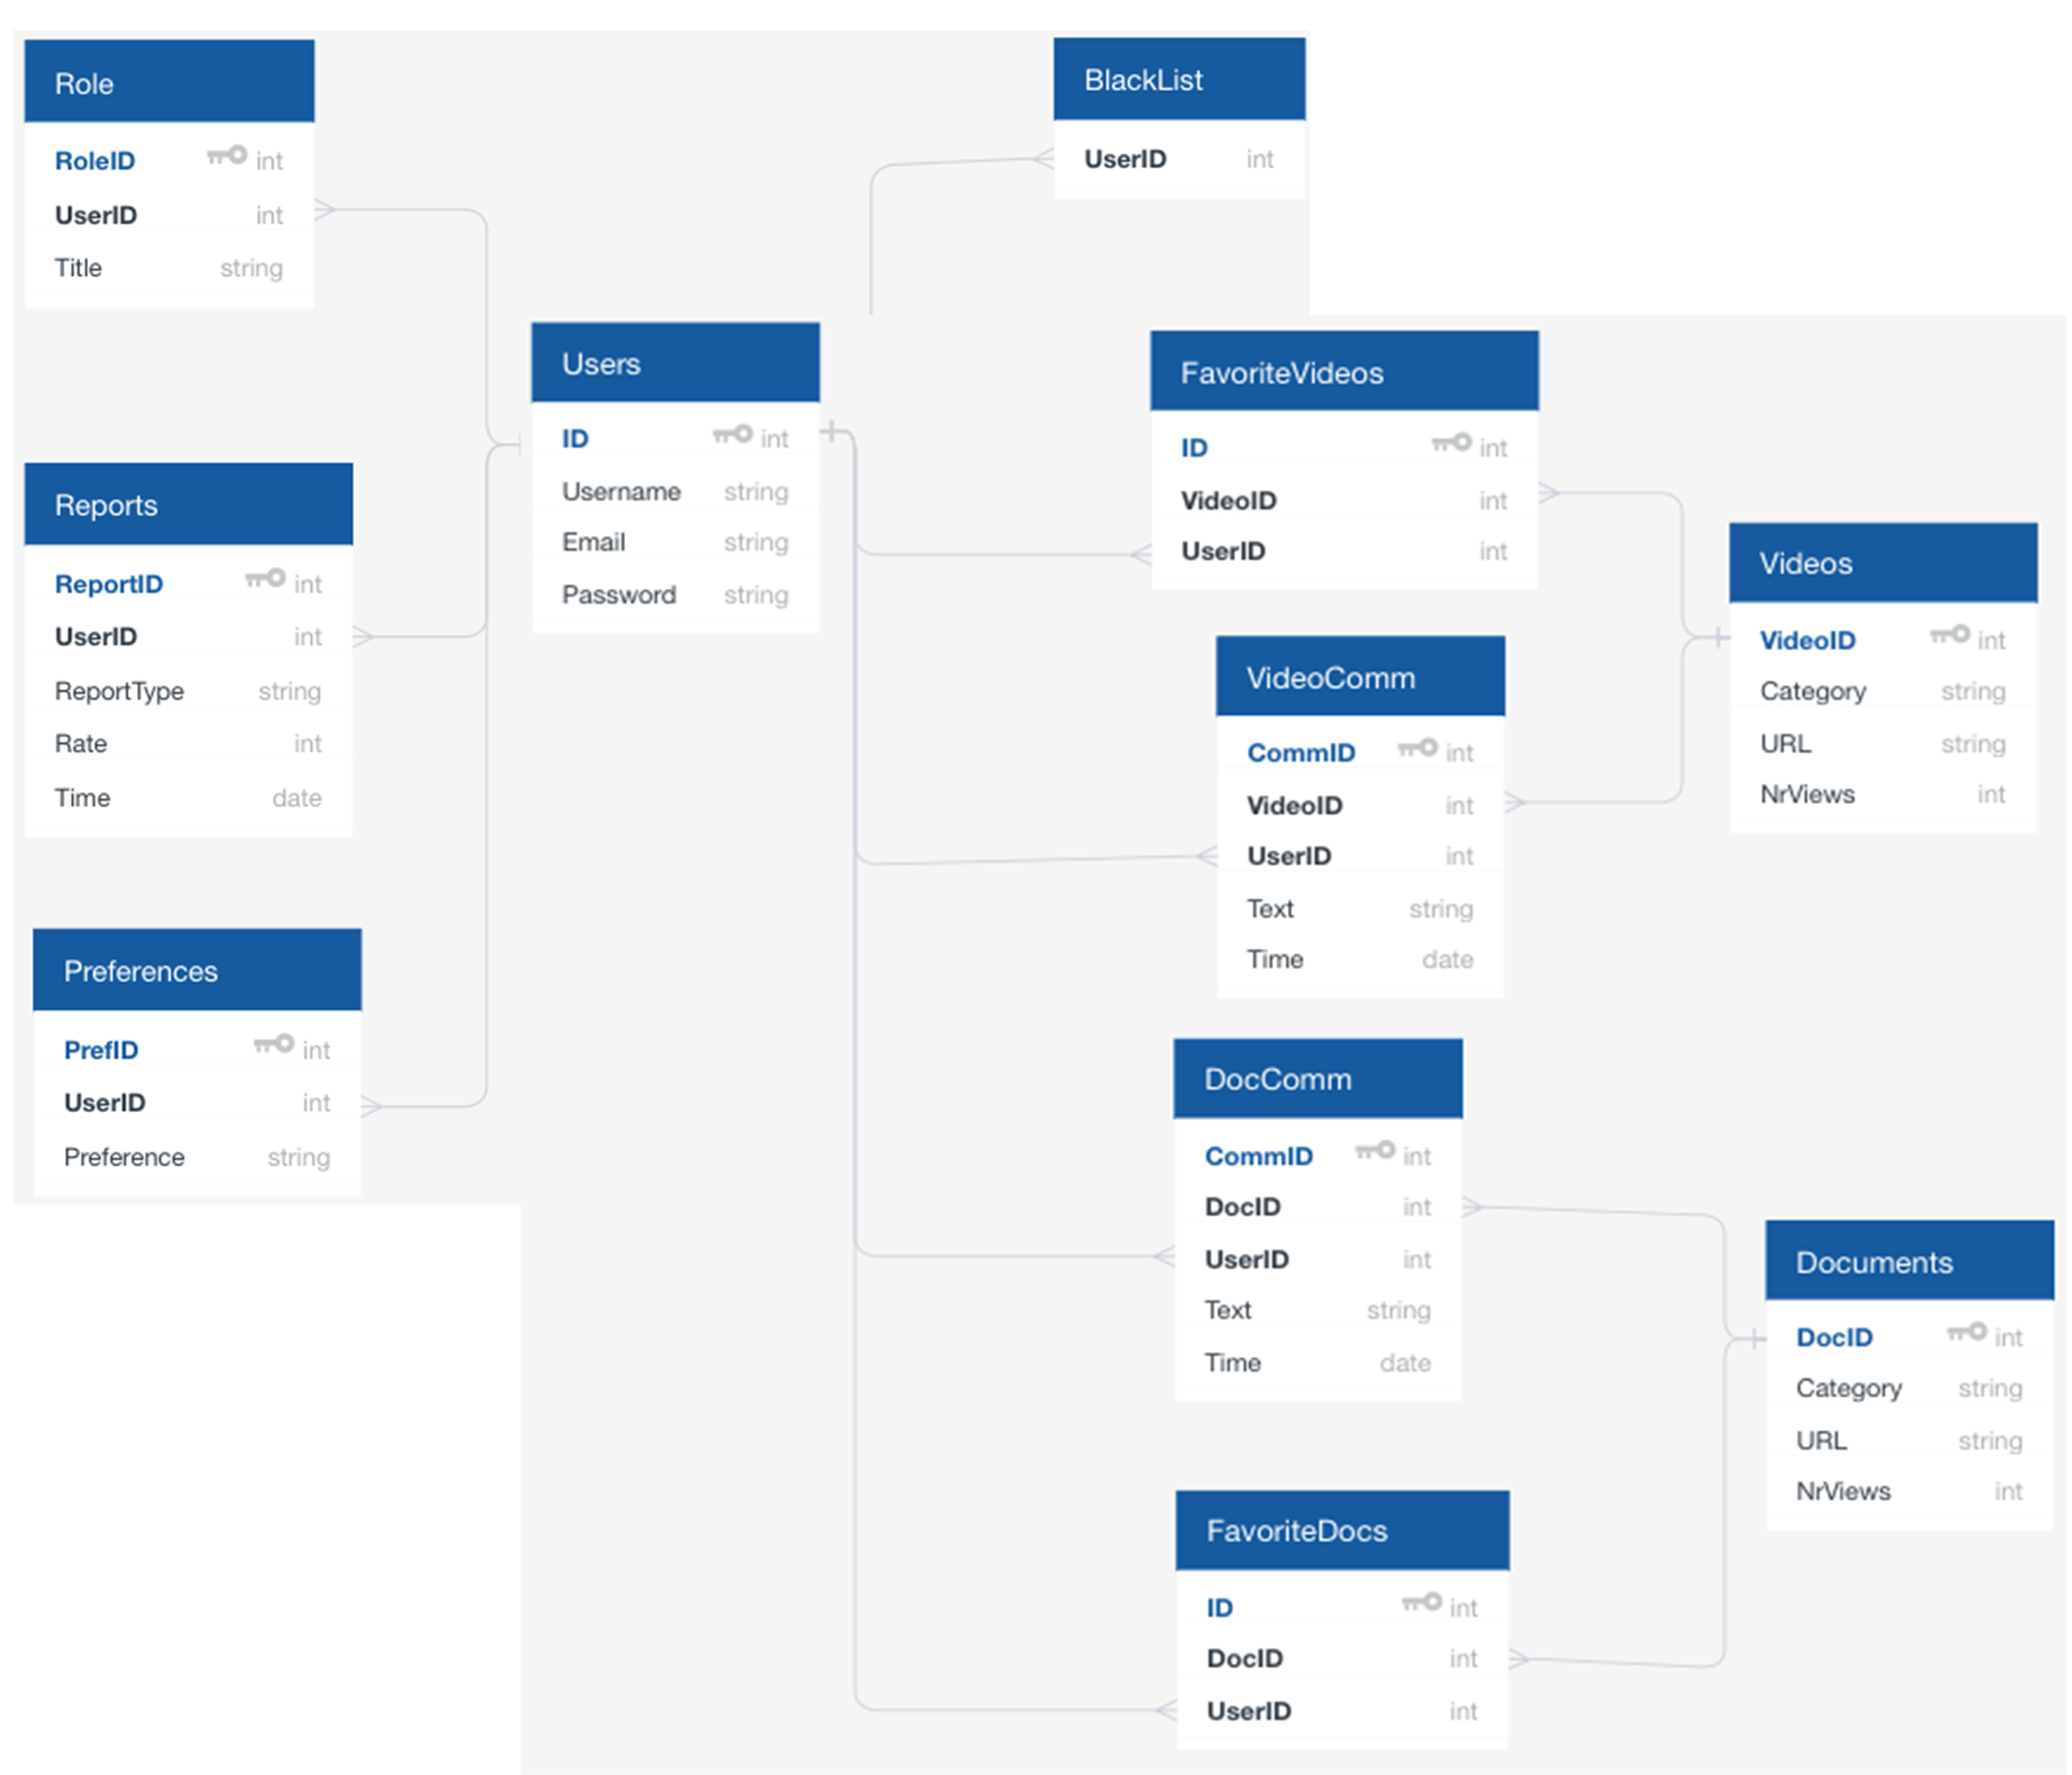 Role
RoleID int
UserID int
Title string
BlackList
UserID int
Users
ID int
Username string
Email string
Password string
FavoriteVideos
ID int
VideoID int
UserID int
Reports
ReportID int
UserID int
ReportType string
Rate int
Time date
Videos
VideoID int
Category string
URL string
NrViews int
VideoComm
CommID int
VideoID int
UserID int
Text string
Time date
Preferences
PrefID int
UserID int
Preference string
DocComm
CommID int
DocID int
UserID int
Text string
Time date
Documents
DocID int
Category string
URL string
NrViews int
FavoriteDocs
ID int
DocID int
UserID int